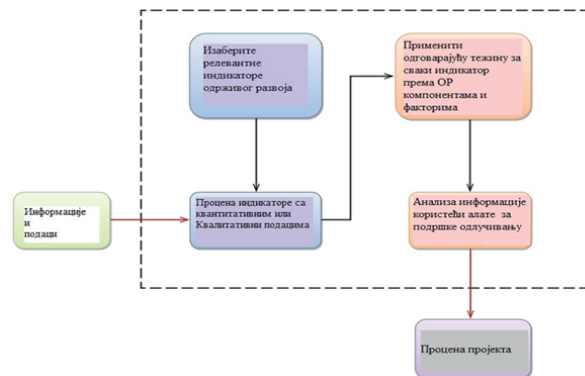 Изаберите
релевантне
индикаторе
одрживог развоја
Применити
одговарајућу тежину за
сваки индикатор
према ОР
компонентама и
факторима
Информације
и
подаци
Процена индикаторе са
квантитативним или
Квалитативни подацима
Анализа информације
користећи алате за
подршке одлучивању
Процена пројекта